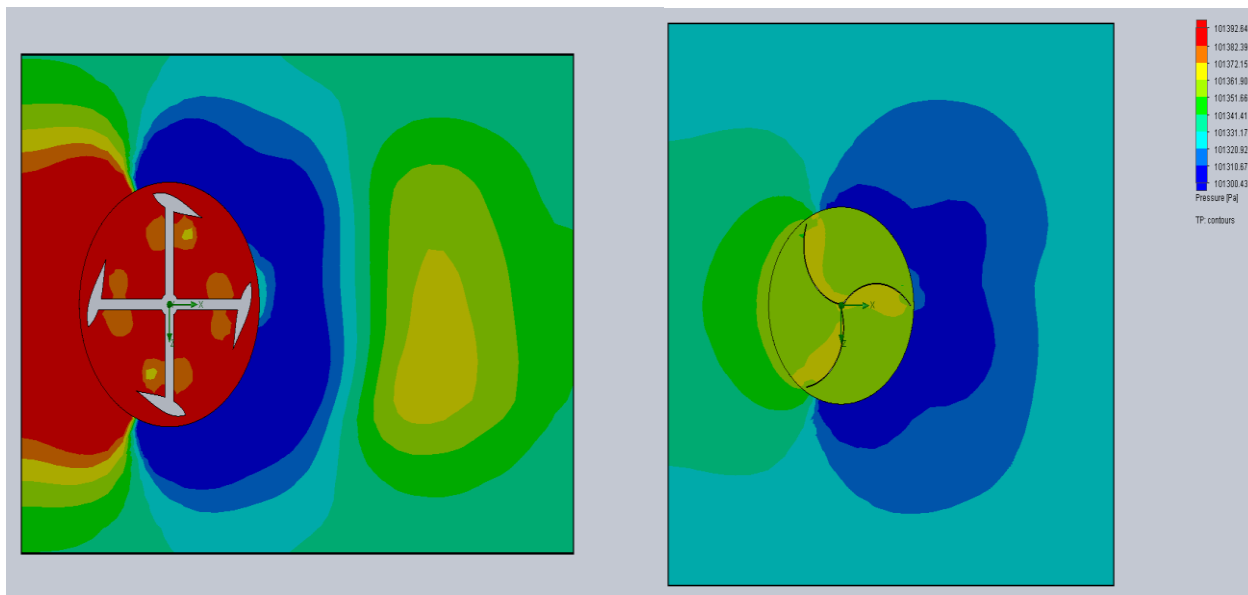 101392.64
101382.39
101372.15
101361.90
101351.66
101341.41
101331.17
101320.92
101310.67
101300.43
Pressure [Pa]
TP: contours
X
Z
X
Z